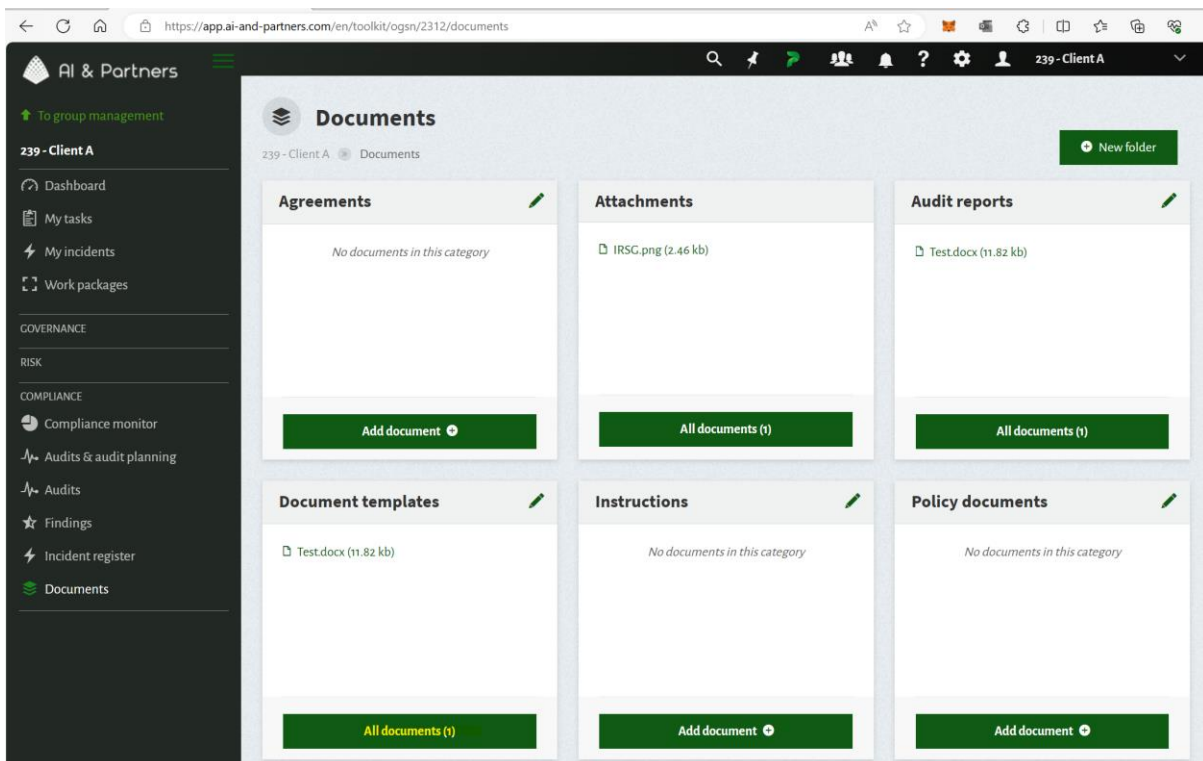 https://app.ai-and-partners.com/en/toolkit/ogsn/2312/documents
AI & Partners
239 - Client A
To group management
239 - Client A
Dashboard
My tasks
My incidents
Work packages
GOVERNANCE
RISK
COMPLIANCE
Compliance monitor
Audits & audit planning
Audits
Findings
Incident register
Documents
Documents
239 - Client A Documents
New folder
Agreements
No documents in this category
Add document
Attachments
IRSG.png (2.46 kb)
All documents (1)
Audit reports
Test.docx (11.82 kb)
All documents (1)
Document templates
Test.docx (11.82 kb)
All documents (1)
Instructions
No documents in this category
Add document
Policy documents
No documents in this category
Add document